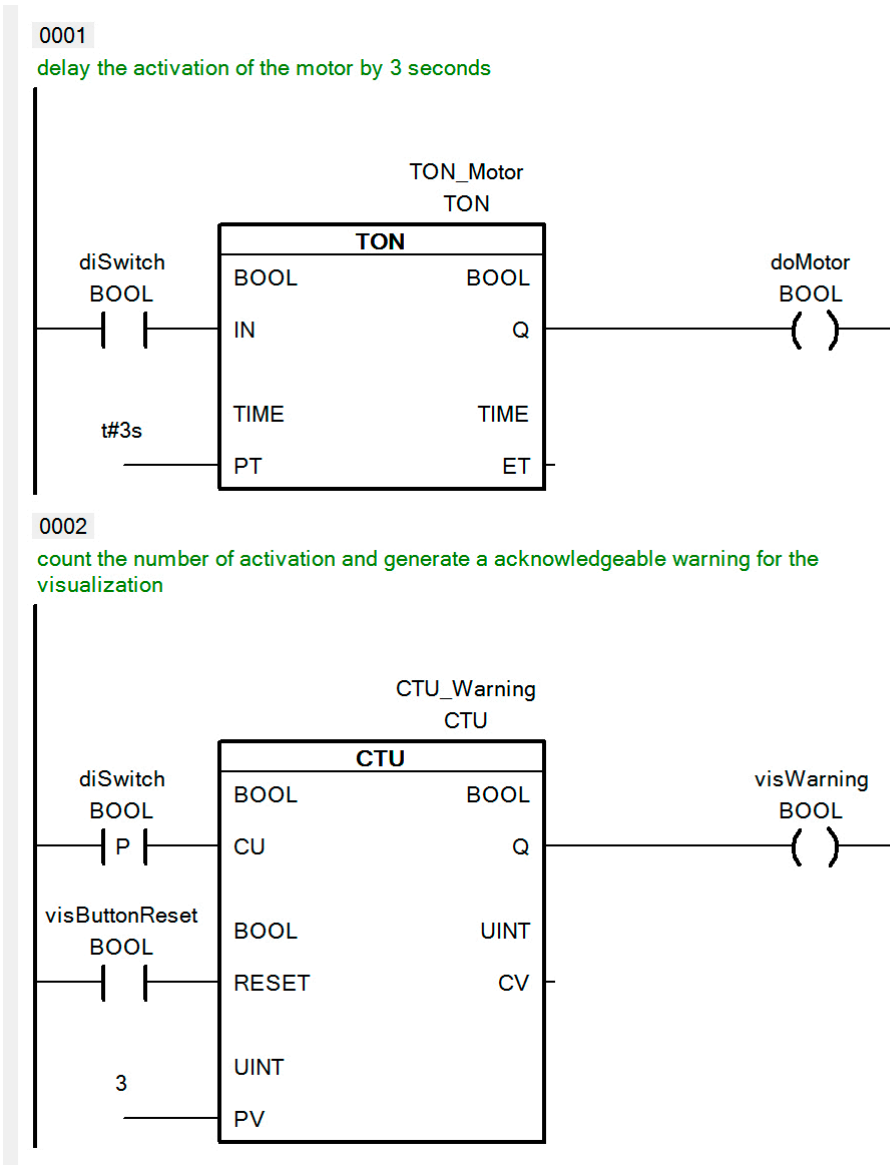 0001
delay the activation of the motor by 3 seconds
TON_Motor
TON
TON
diSwitch
BOOL
BOOL
BOOL
doMotor
BOOL
IN
Q
TIME
TIME
t#3s
PT
ET
0002
count the number of activation and generate a acknowledgeable warning for the
visualization
CTU_Warning
CTU
CTU
diSwitch
BOOL
BOOL
BOOL
visWarning
BOOL
P
CU
Q
visButtonReset
BOOL
BOOL
UINT
RESET
CV
UINT
3
PV